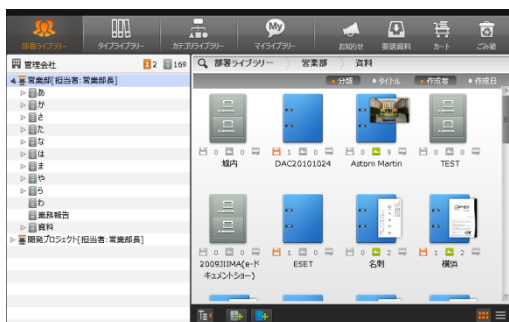 部署ライブラリー タイプライブラリー カテゴリライブラリー My マイライブラリー お知らせ 要請資料 カート ごみ箱
管理会社 2 169
部署ライブラリー 営業部 資料
分類 タイトル 作成者 作成日
営業部[担当者:営業部長]
あ
が
さ
た
な
は
ま
や
ら
わ
業務報告
資料
開発プロジェクト[担当者:営業部長]
0 0 1 0 0 9 0 0
城内 DAC20101024 Astorn Martin TEST
0 0 1 0 0 2 1 2
2009JIIMA(e-ドキュメントショー) ESET 名刺 横浜